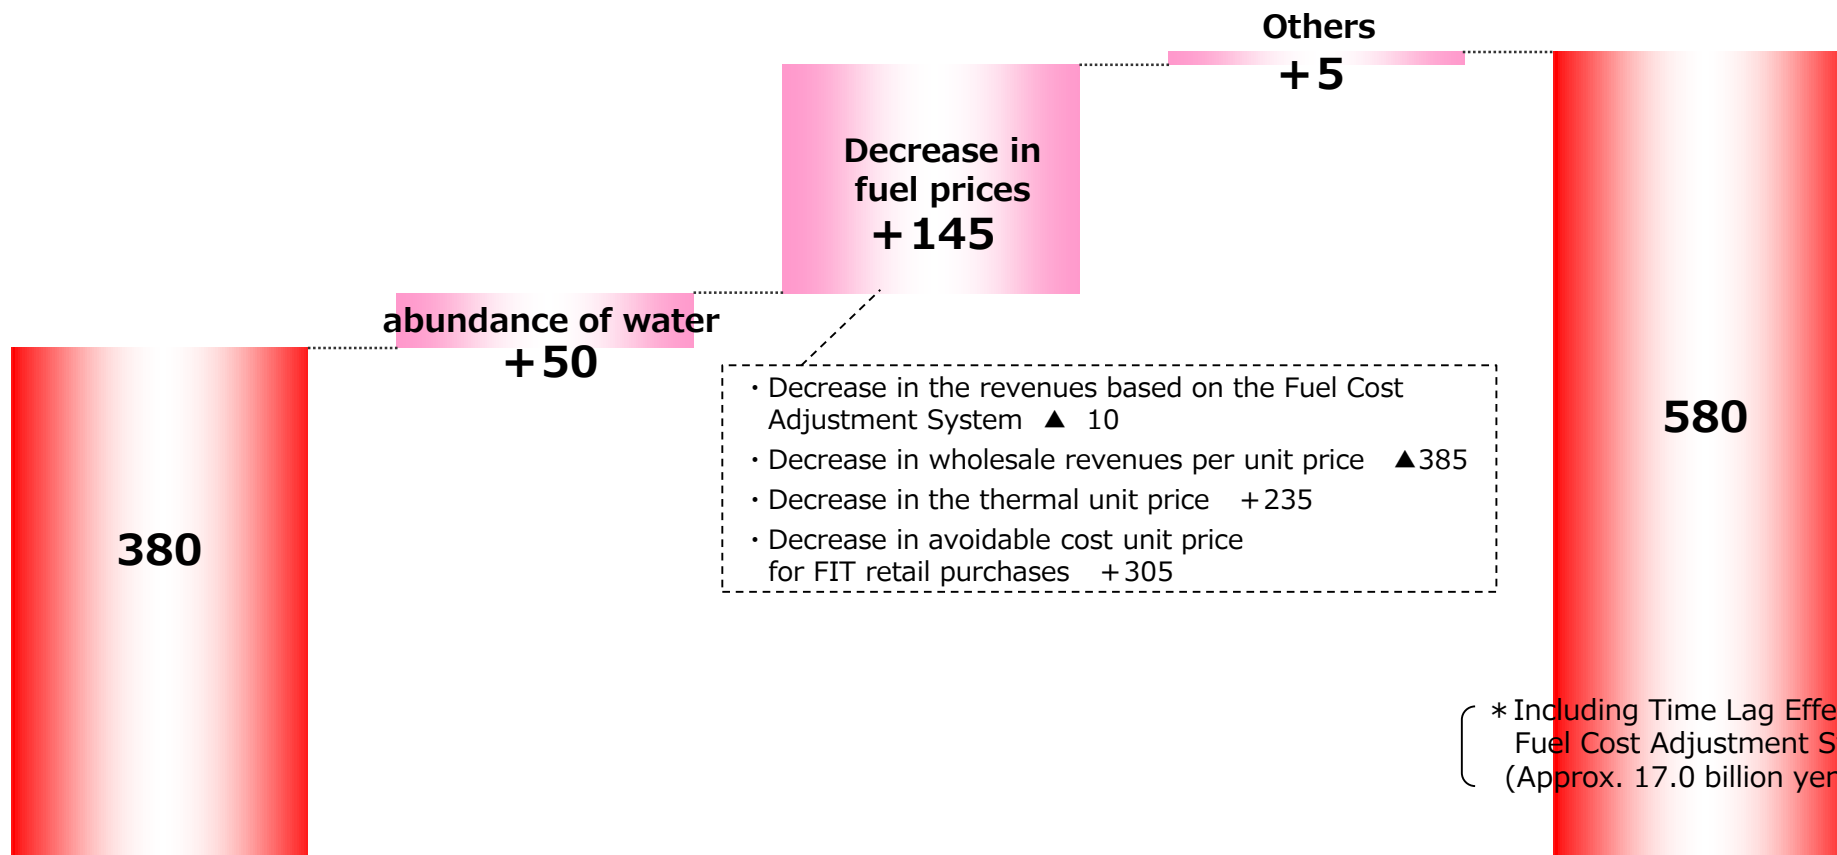 Others
+5
Decrease in
fuel prices
+145
abundance of water
+50
・Decrease in the revenues based on the Fuel Cost
Adjustment System ▲ 10
・Decrease in wholesale revenues per unit price ▲385
・Decrease in the thermal unit price +235
・Decrease in avoidable cost unit price
for FIT retail purchases +305
380
580
*Including Time Lag
Fuel Cost Adjustment
(Approx. 17.0 billion